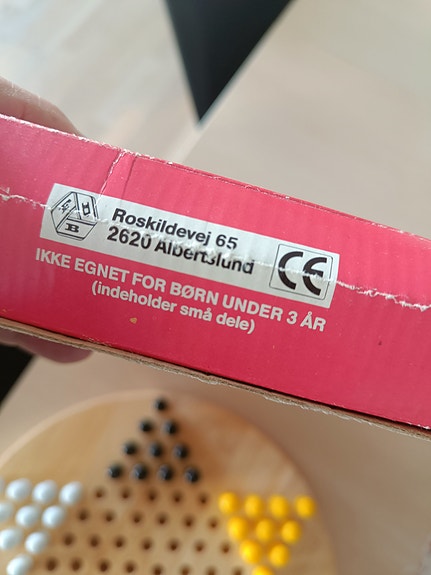 Roskildevej 65
2620 Albertslund
CE
IKKE EGNET FOR BØRN UNDER 3 ÅR
(indeholder små dele)